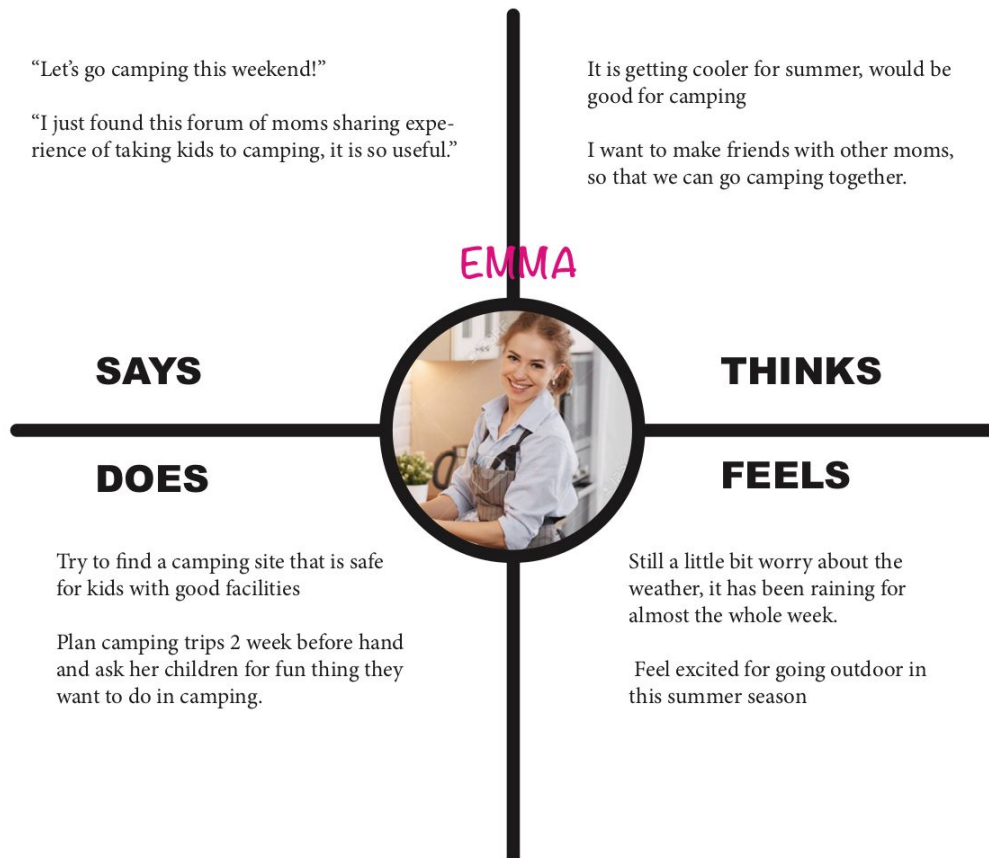 “Let’s go camping this weekend!”
“I just found this forum of moms sharing expe-
rience of taking kids to camping, it is so useful.”
It is getting cooler for summer, would be
good for camping
I want to make friends with other moms,
so that we can go camping together.
EMMA
SAYS
THINKS
DOES
FEELS
Try to find a camping site that is safe
for kids with good facilities
Plan camping trips 2 week before hand
and ask her children for fun thing they
want to do in camping.
Still a little bit worry about the
weather, it has been raining for
almost the whole week.
Feel excited for going outdoor in
this summer season